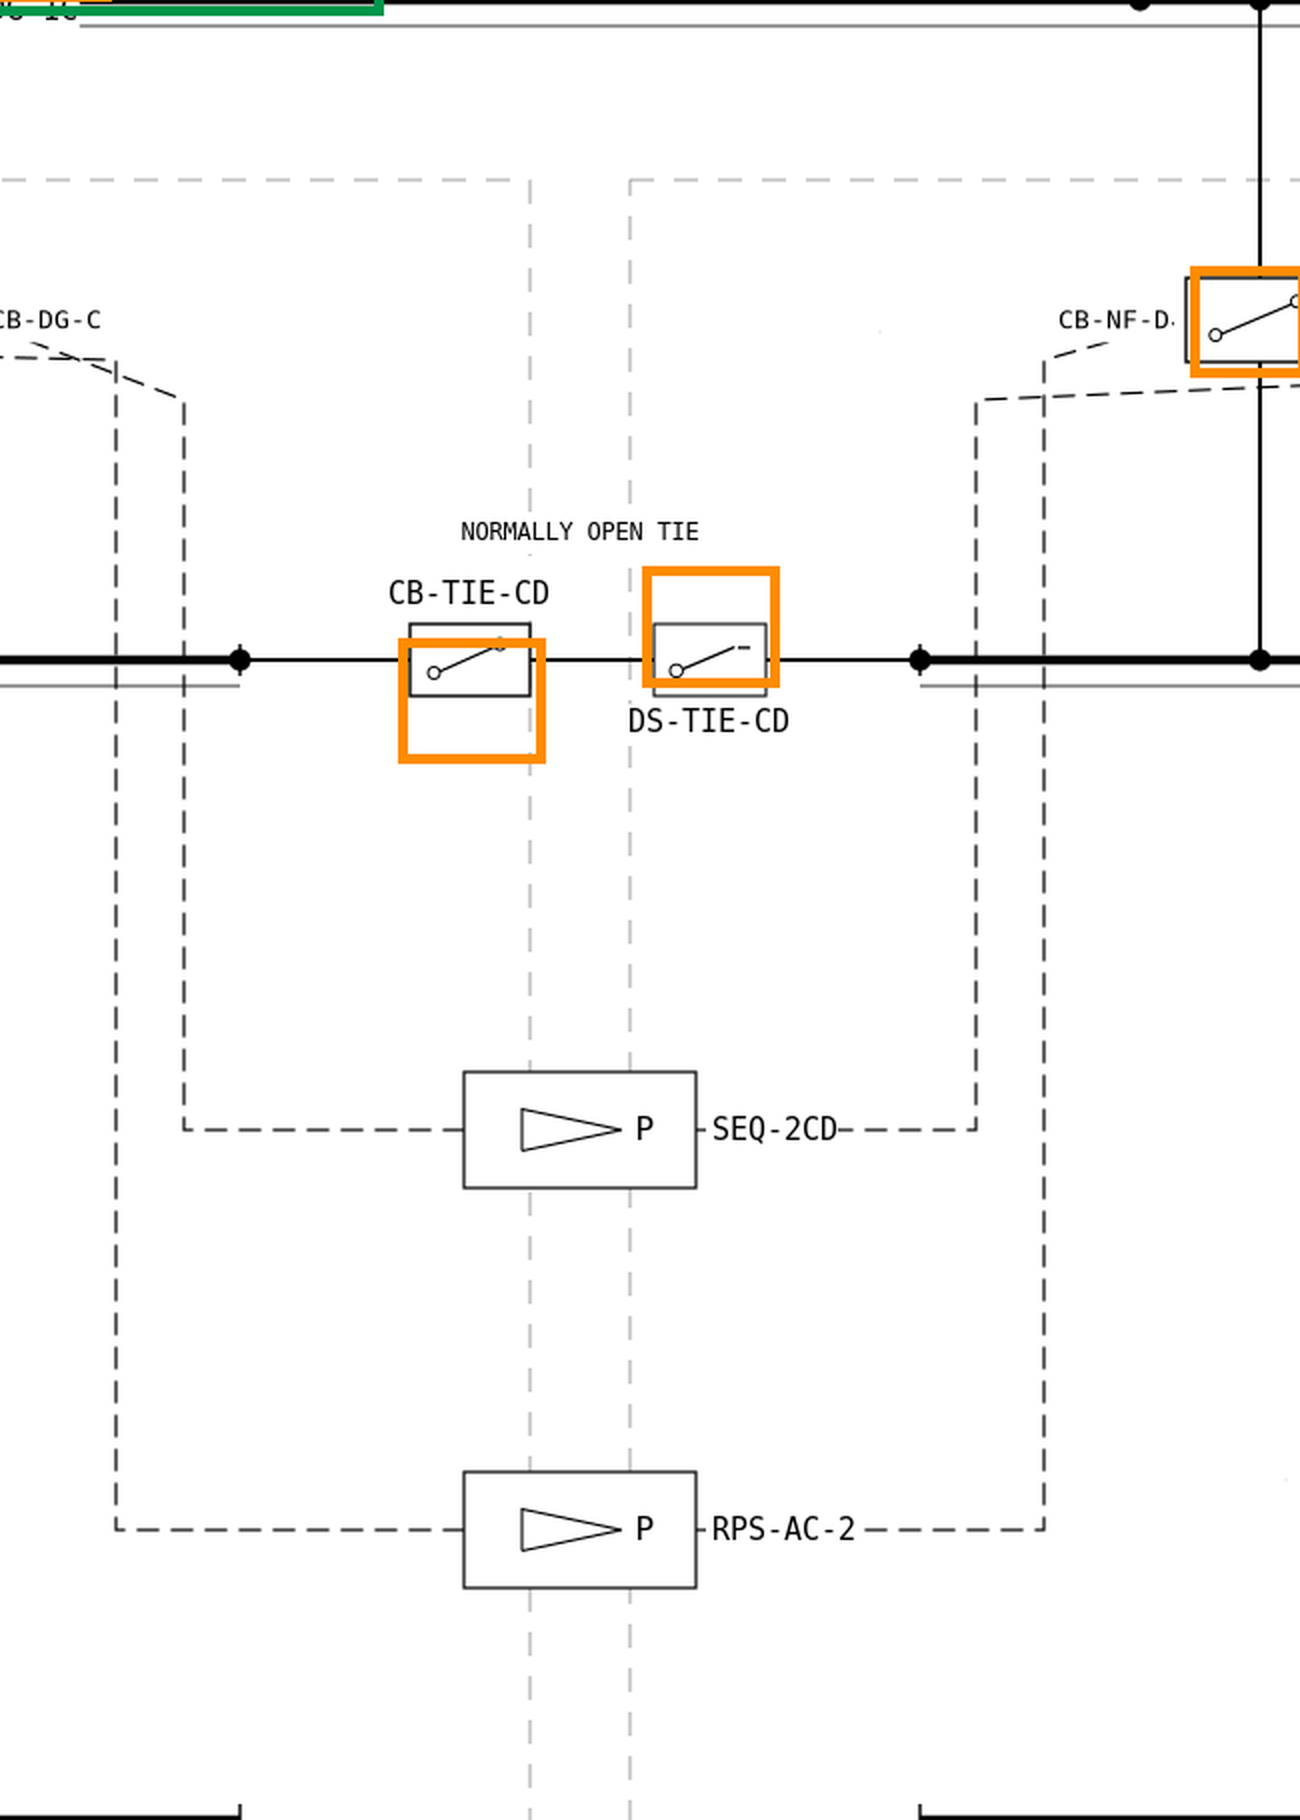 CB-DG-C
CB-NF-D
NORMALLY OPEN TIE
CB-TIE-CD
DS-TIE-CD
P
SEQ-2CD
P
RPS-AC-2